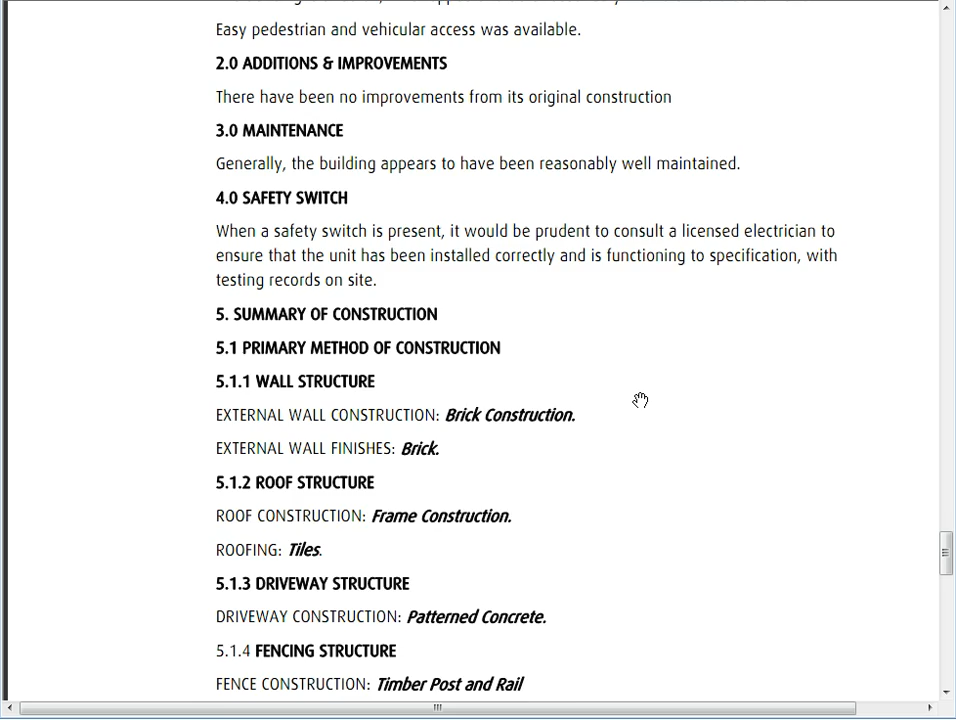 Easy pedestrian and vehicular access was available.
2.0 ADDITIONS & IMPROVEMENTS
There have been no improvements from its original construction
3.0 MAINTENANCE
Generally, the building appears to have been reasonably well maintained.
4.0 SAFETY SWITCH
When a safety switch is present, it would be prudent to consult a licensed electrician to
ensure that the unit has been installed correctly and is functioning to specification, with
testing records on site.
5. SUMMARY OF CONSTRUCTION
5.1 PRIMARY METHOD OF CONSTRUCTION
5.1.1 WALL STRUCTURE
EXTERNAL WALL CONSTRUCTION: Brick Construction.
EXTERNAL WALL FINISHES: Brick.
5.1.2 ROOF STRUCTURE
ROOF CONSTRUCTION: Frame Construction.
ROOFING: Tiles.
5.1.3 DRIVEWAY STRUCTURE
DRIVEWAY CONSTRUCTION: Patterned Concrete.
5.1.4 FENCING STRUCTURE
FENCE CONSTRUCTION: Timber Post and Rail